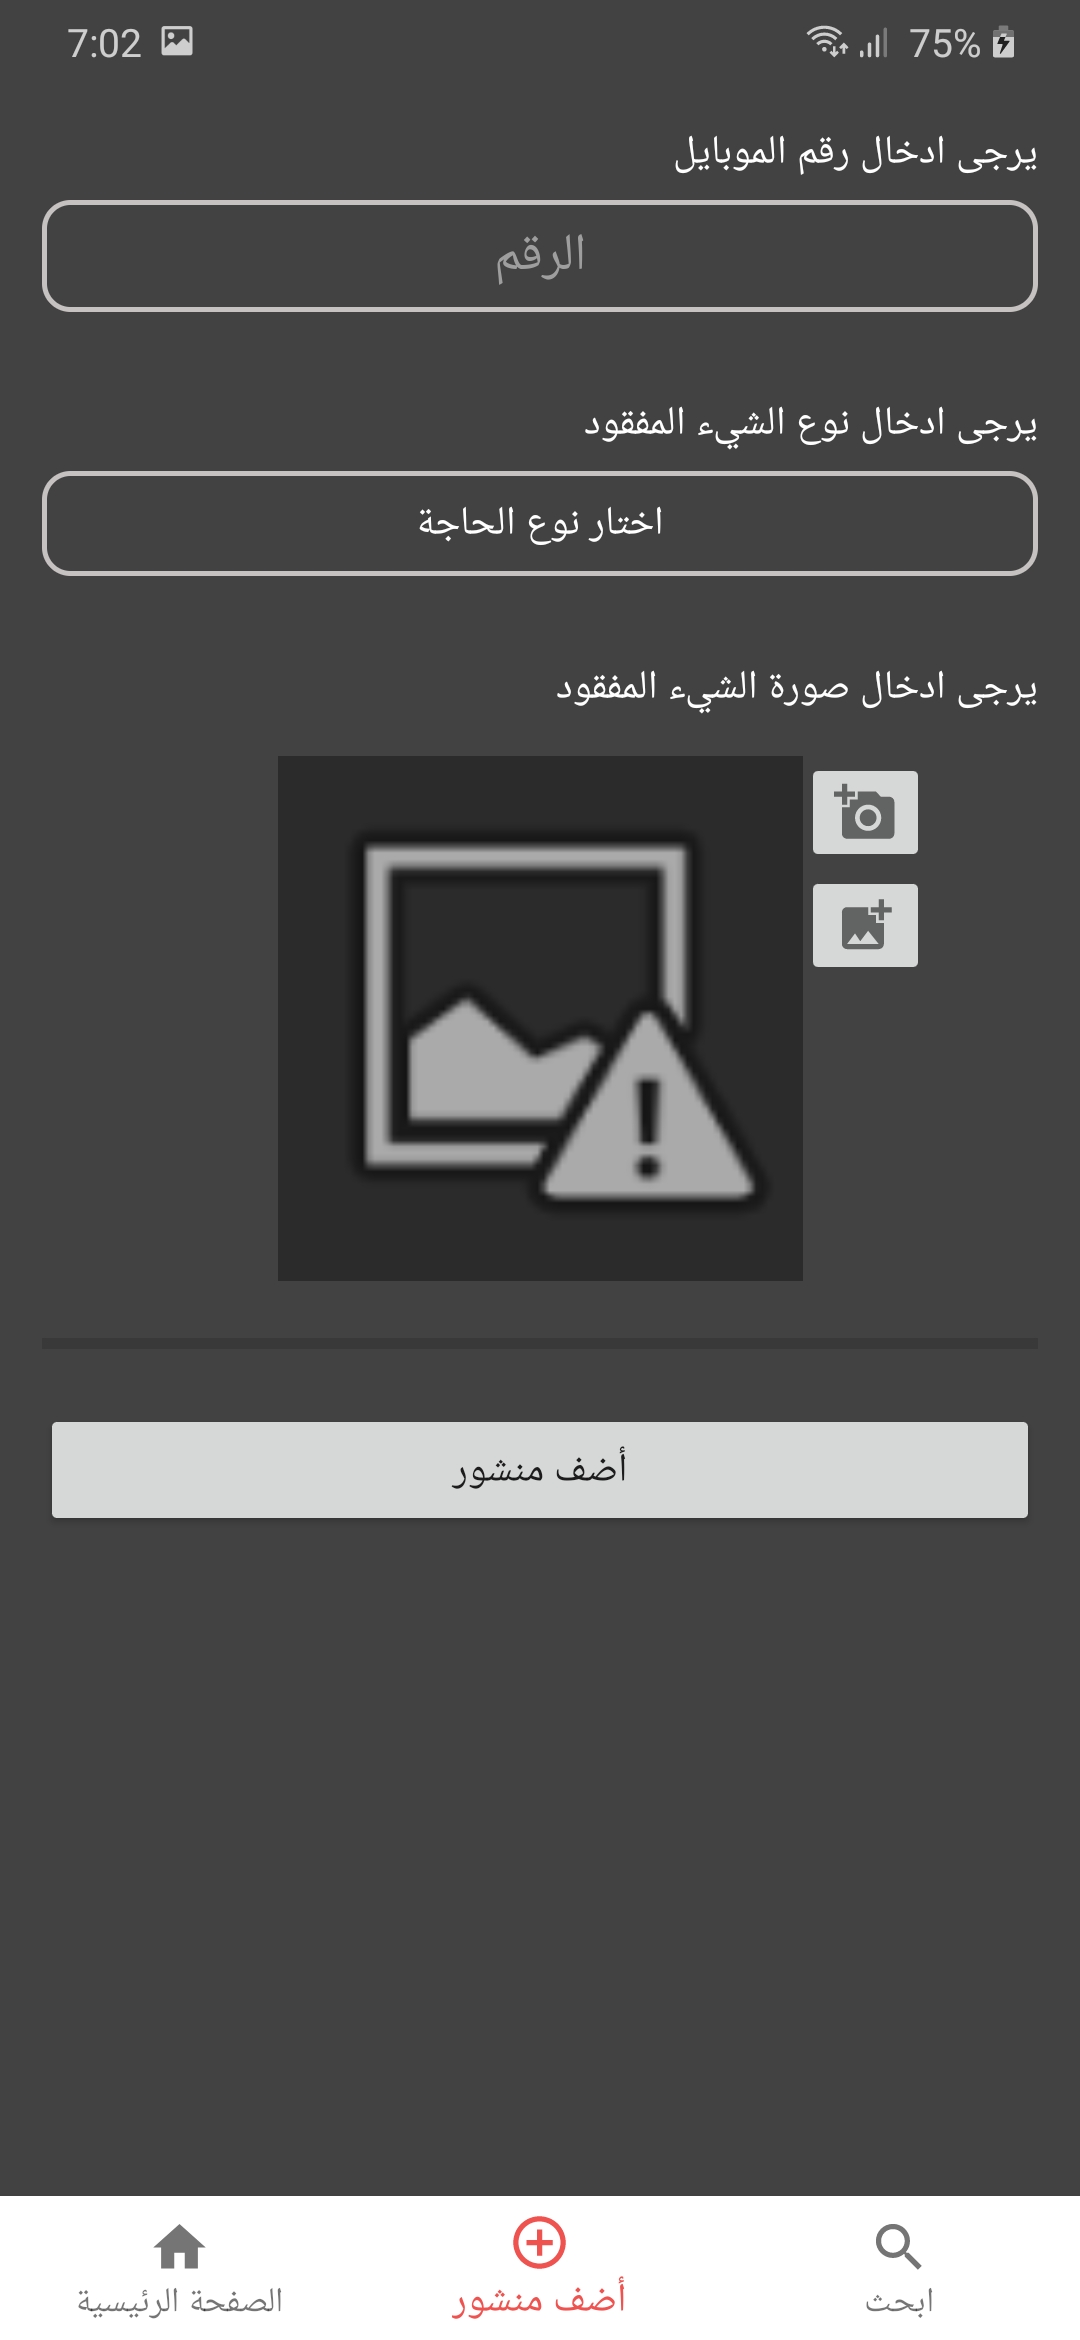 7:02 75%
يرجى ادخال رقم الموبايل
الرقم
يرجى ادخال نوع الشيء المفقود
اختار نوع الحاجة
يرجى ادخال صورة الشيء المفقود
أضف منشور
ابحث
أضف منشور
الصفحة الرئيسية